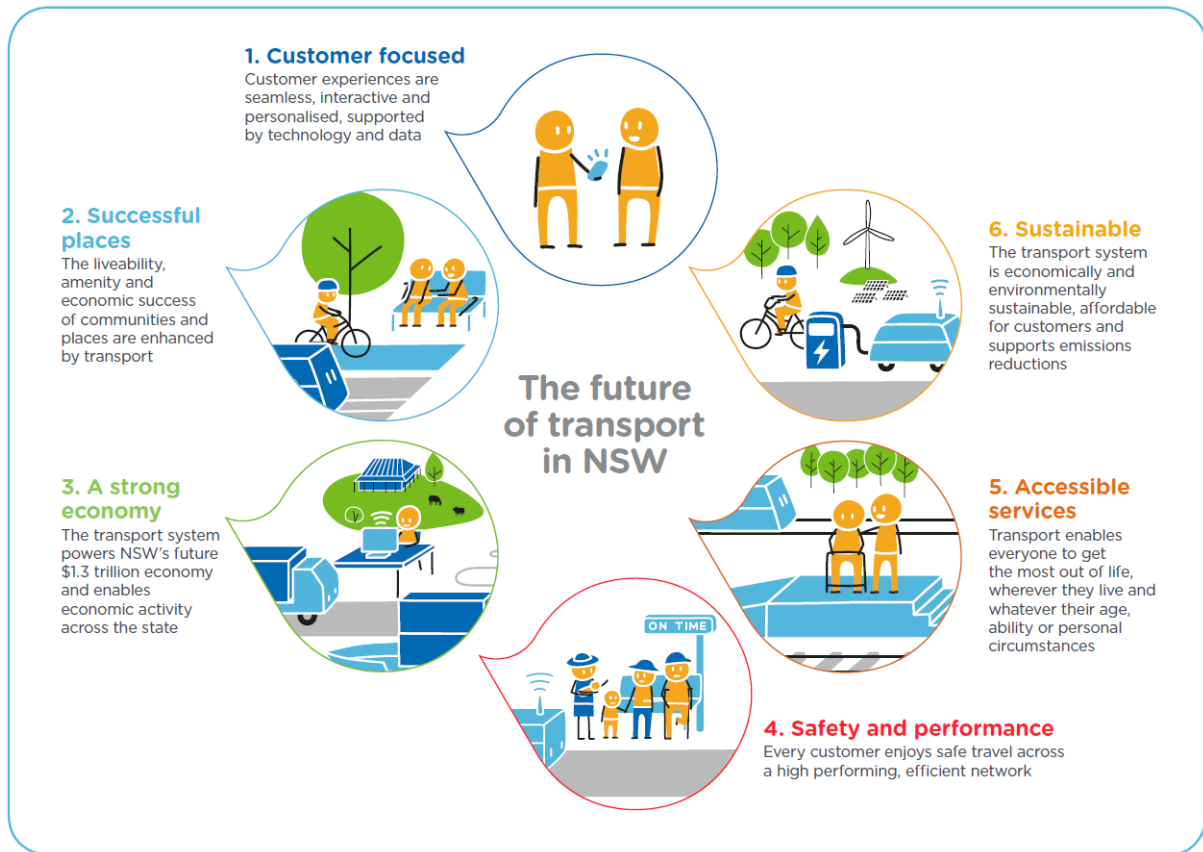 1. Customer focused
Customer experiences are
seamless, interactive and
personalised, supported
by technology and data
2. Successful
places
The liveability,
amenity and
economic success
of communities and
places are enhanced
by transport
3. A strong
economy
The transport system
powers NSW's future
$1.3 trillion economy
and enables
economic activity
across the state
The future
of transport
in NSW
ON TIME
4. Safety and performance
Every customer enjoys safe travel across
a high performing, efficient network
5. Accessible
services
Transport enables
everyone to get
the most out of life,
wherever they live and
whatever their age,
ability or personal
circumstances
6. Sustainable
The transport system
is economically and
environmentally
sustainable, affordable
for customers and
supports emissions
reductions